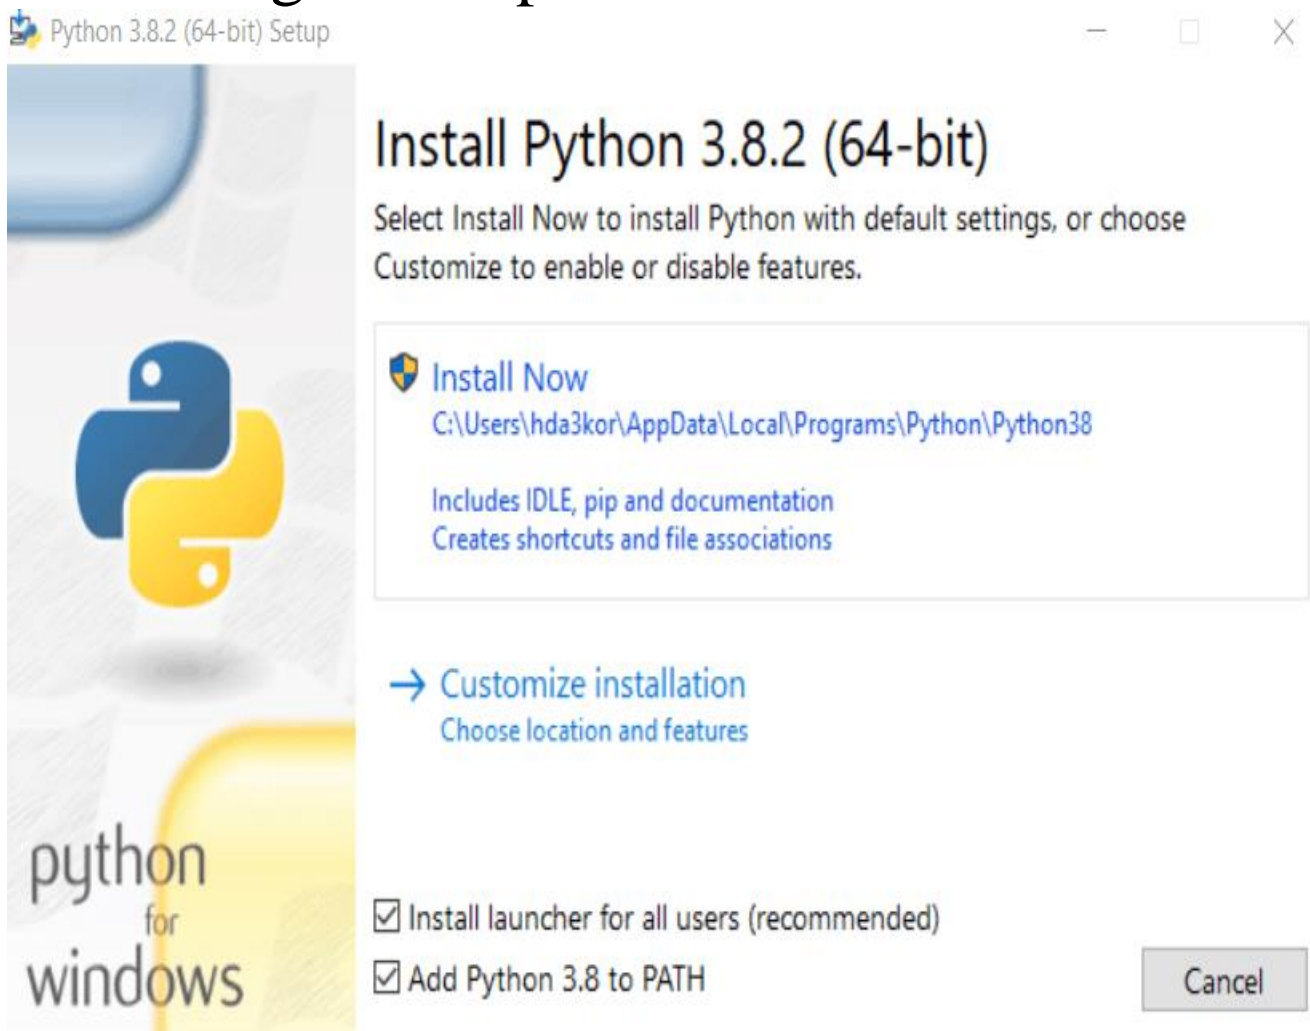 Python 3.8.2 (64-bit) Setup
Install Python 3.8.2 (64-bit)
Select Install Now to install Python with default settings, or choose
Customize to enable or disable features.
Install Now
C:\Users\hda3kor\AppData\Local\Programs\Python\Python38
Includes IDLE, pip and documentation
Creates shortcuts and file associations
Customize installation
Choose location and features
python
for
windows
Install launcher for all users (recommended)
Add Python 3.8 to PATH
Cancel